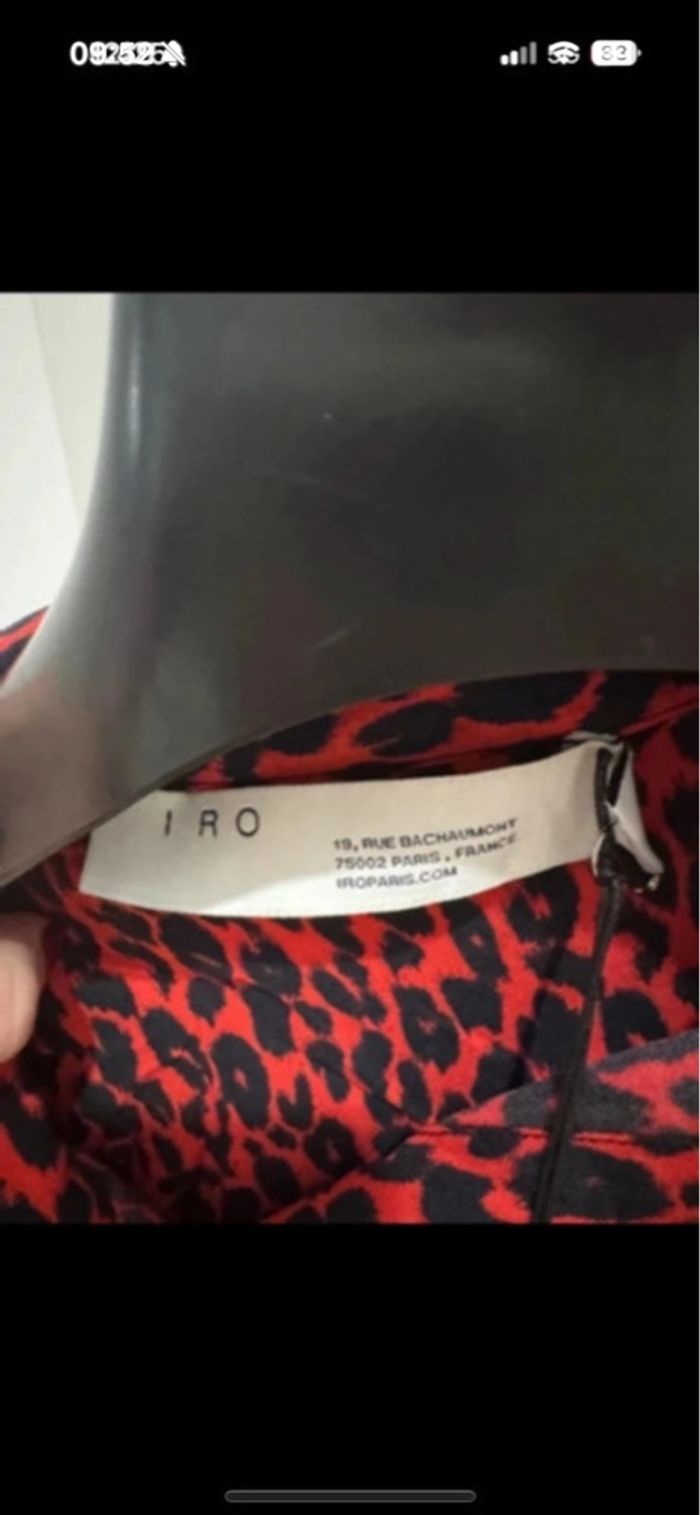 I R O
19, RUE BACHAUMONT
75002 PARIS , FRANCE
IROPARIS.COM